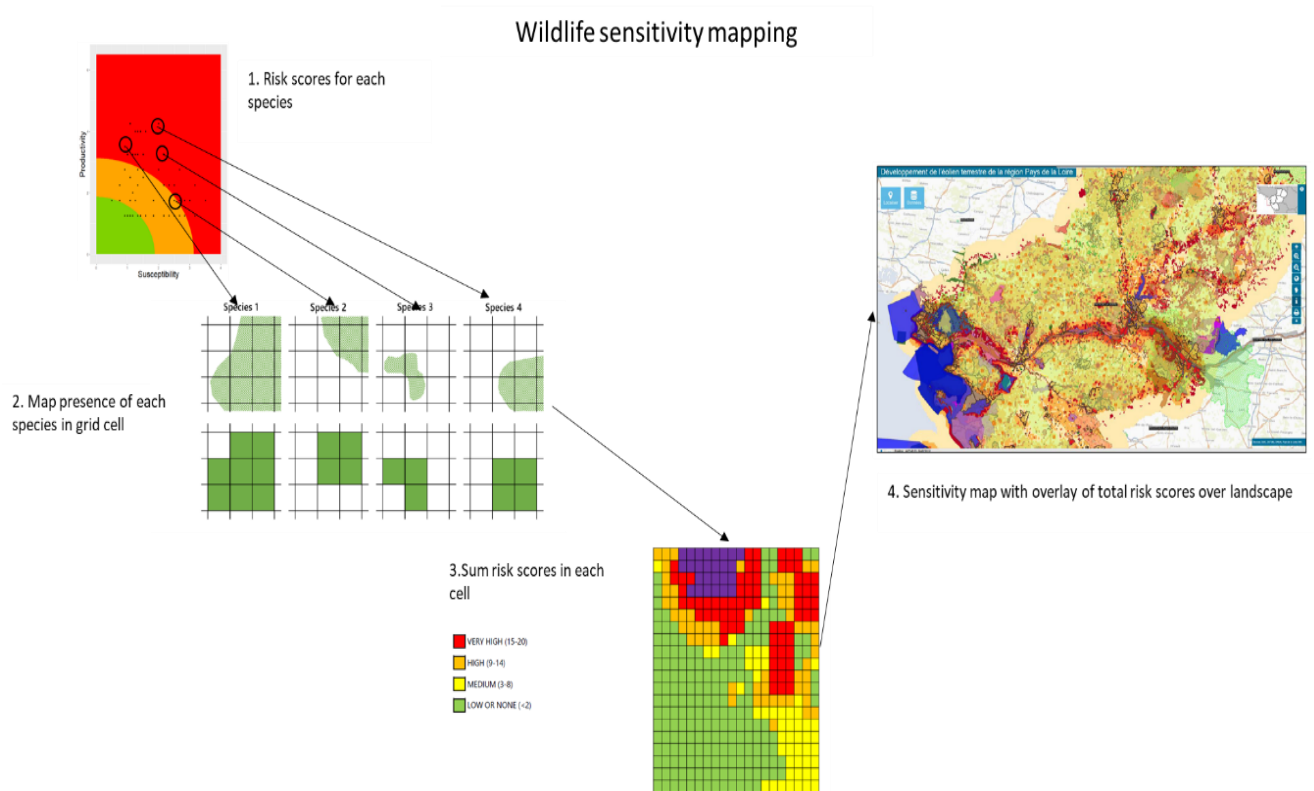 Wildlife sensitivity mapping
1. Risk scores for each
species
Productivity
Susceptibility
Species 1
Species 2
Species 3
Species 4
2. Map presence of each
species in grid cell
3.Sum risk scores in each
cell
VERY HIGH (15-20)
HIGH (9-14)
MEDIUM (3-8)
LOW OR NONE (<2)
Développement de l'éolien terrestre de la région Pays de la Loire
4. Sensitivity map with overlay of total risk scores over landscape